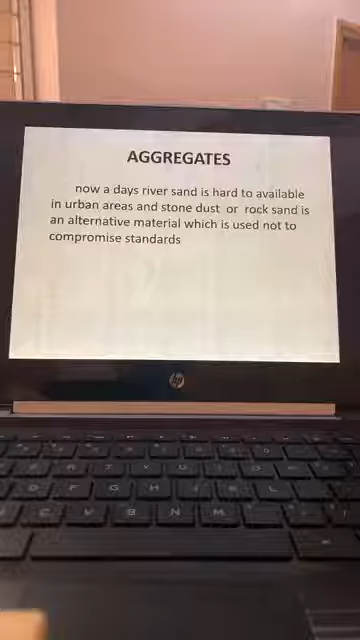 AGGREGATES
now a days river sand is hard to available
in urban areas and stone dust or rock sand is
an alternative material which is used not to
compromise standards
hp